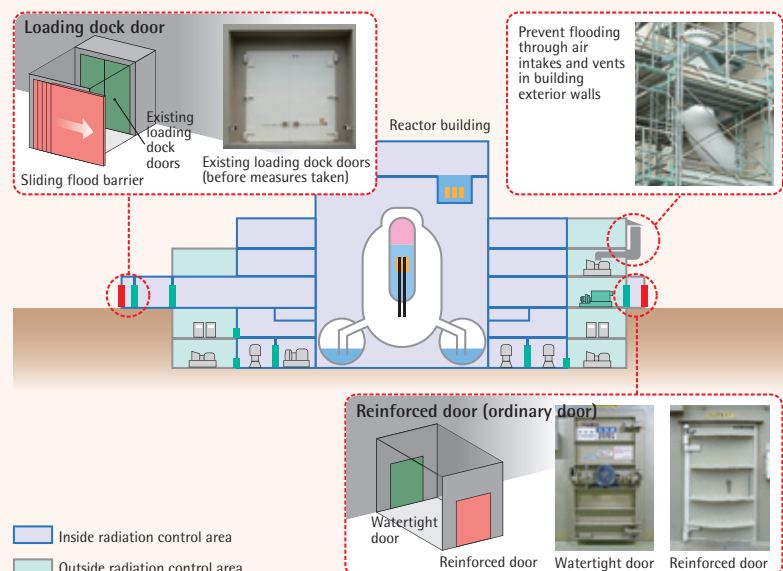 Loading dock door
Existing
loading
dock
doors
Sliding flood barrier
Existing loading dock doors
(before measures taken)
Prevent flooding
through air
intakes and vents
in building
exterior walls
Reactor building
Reinforced door (ordinary door)
Watertight
door
Reinforced door
Watertight door
Reinforced door
Inside radiation control area
Outside radiation control area